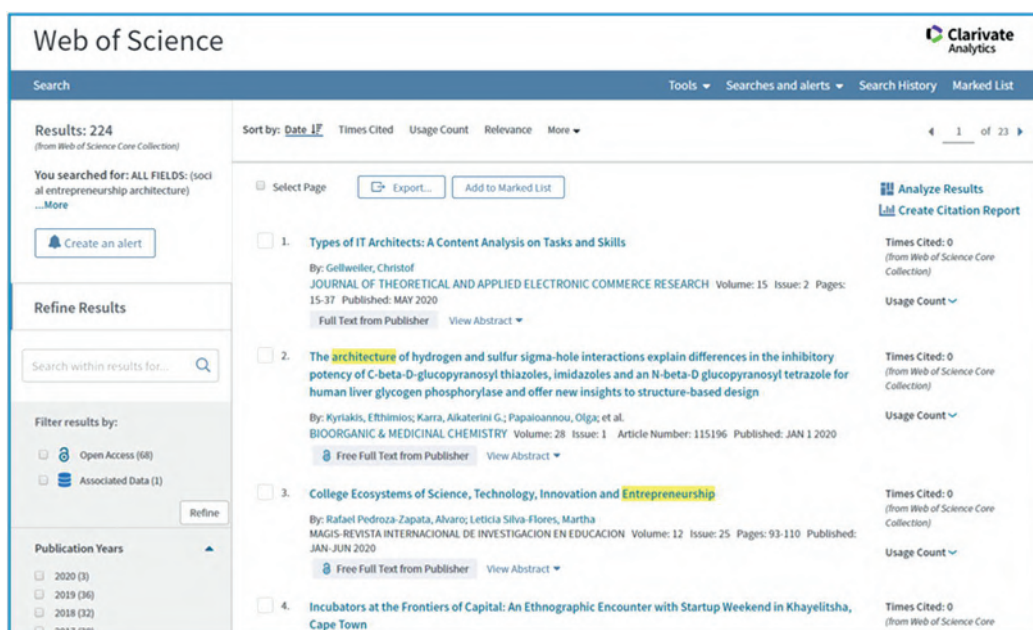 Web of Science
Clarivate
Analytics
Search
Tools
Searches and alerts
Search History
Marked List
Results: 224
(from Web of Science Core Collection)
You searched for: ALL FIELDS: (soci
al entrepreneurship architecture)
...More
Create an alert
Refine Results
Search within results for...
Filter results by:
Open Access (68)
Associated Data (1)
Refine
Publication Years
2020 (3)
2019 (36)
2018 (32)
Sort by: Date Times Cited Usage Count Relevance More
1 of 23
Select Page
Export...
Add to Marked List
Analyze Results
Create Citation Report
1. Types of IT Architects: A Content Analysis on Tasks and Skills
By: Gellweiler, Christof
JOURNAL OF THEORETICAL AND APPLIED ELECTRONIC COMMERCE RESEARCH Volume: 15 Issue: 2 Pages:
15-37 Published: MAY 2020
Full Text from Publisher View Abstract
Times Cited: 0
(from Web of Science Core
Collection)
Usage Count
2. The architecture of hydrogen and sulfur sigma-hole interactions explain differences in the inhibitory
potency of C-beta-D-glucopyranosyl thiazoles, imidazoles and an N-beta-D glucopyranosyl tetrazole for
human liver glycogen phosphorylase and offer new insights to structure-based design
By: Kyriakis, Efthimios; Karra, Aikaterini G.; Papaioannou, Olga; et al.
BIOORGANIC & MEDICINAL CHEMISTRY Volume: 28 Issue: 1 Article Number: 115196 Published: JAN 1 2020
Free Full Text from Publisher View Abstract
Times Cited: 0
(from Web of Science Core
Collection)
Usage Count
3. College Ecosystems of Science, Technology, Innovation and Entrepreneurship
By: Rafael Pedroza-Zapata, Alvaro; Leticia Silva-Flores, Martha
MAGIS-REVISTA INTERNACIONAL DE INVESTIGACION EN EDUCACION Volume: 12 Issue: 25 Pages: 93-110 Published:
JAN-JUN 2020
Free Full Text from Publisher View Abstract
Times Cited: 0
(from Web of Science Core
Collection)
Usage Count
4. Incubators at the Frontiers of Capital: An Ethnographic Encounter with Startup Weekend in Khayelitsha,
Cape Town
Times Cited: 0
(from Web of Science Core